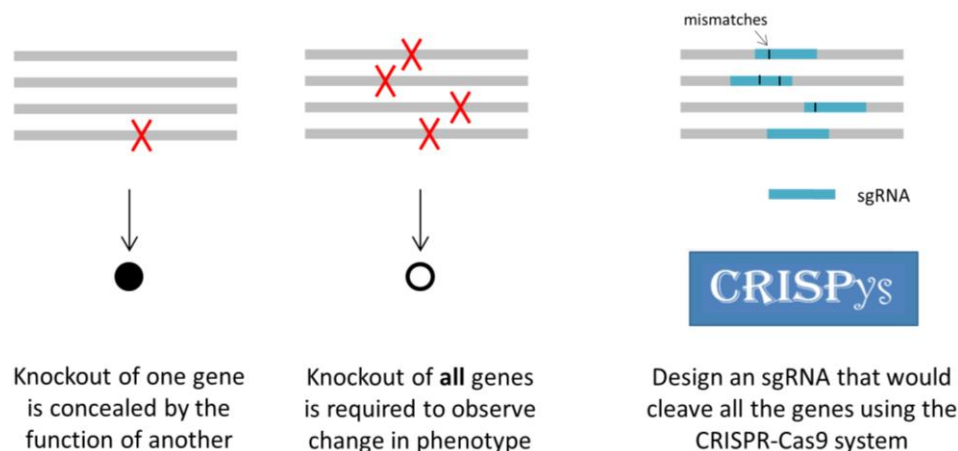 mismatches
sgRNA
CRISPys
Knockout of one gene
is concealed by the
function of another
Knockout of all genes
is required to observe
change in phenotype
Design an sgRNA that would
cleave all the genes using the
CRISPR-Cas9 system